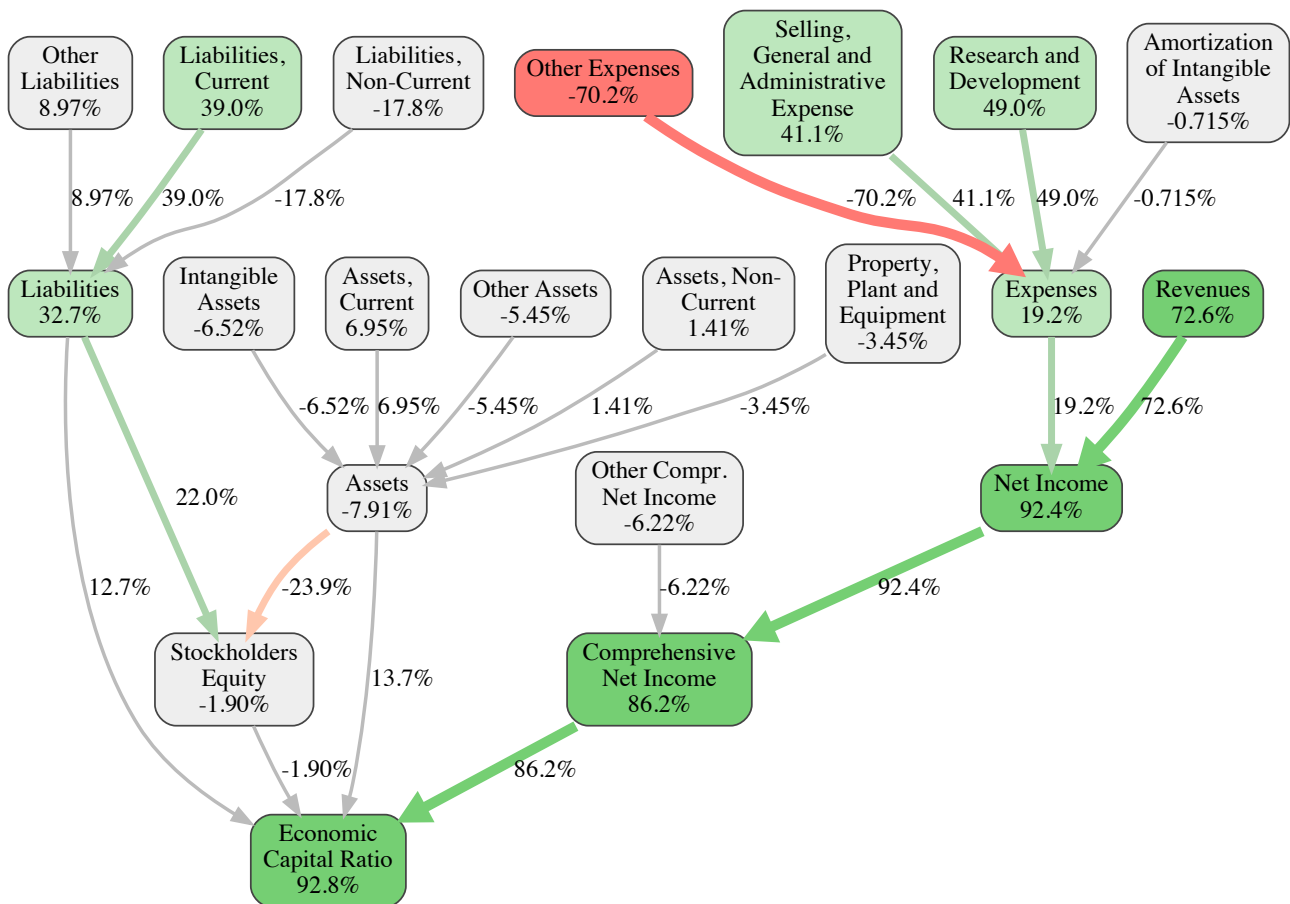 Other
Liabilities
8.97%
Liabilities,
Current
39.0%
Liabilities,
Non-Current
-17.8%
Other Expenses
-70.2%
Selling,
General and
Administrative
Expense
41.1%
Research and
Development
49.0%
Amortization
of Intangible
Assets
-0.715%
8.97%
39.0%
-17.8%
-70.2%
41.1%
49.0%
-0.715%
Liabilities
32.7%
Intangible
Assets
-6.52%
Assets,
Current
6.95%
Other Assets
-5.45%
Assets, Non-
Current
1.41%
Property,
Plant and
Equipment
-3.45%
Expenses
19.2%
Revenues
72.6%
-6.52%
6.95%
-5.45%
1.41%
-3.45%
19.2%
72.6%
Assets
-7.91%
Other Compr.
Net Income
-6.22%
Net Income
92.4%
22.0%
12.7%
-23.9%
-6.22%
92.4%
Stockholders
Equity
-1.90%
13.7%
Comprehensive
Net Income
86.2%
-1.90%
86.2%
Economic
Capital Ratio
92.8%